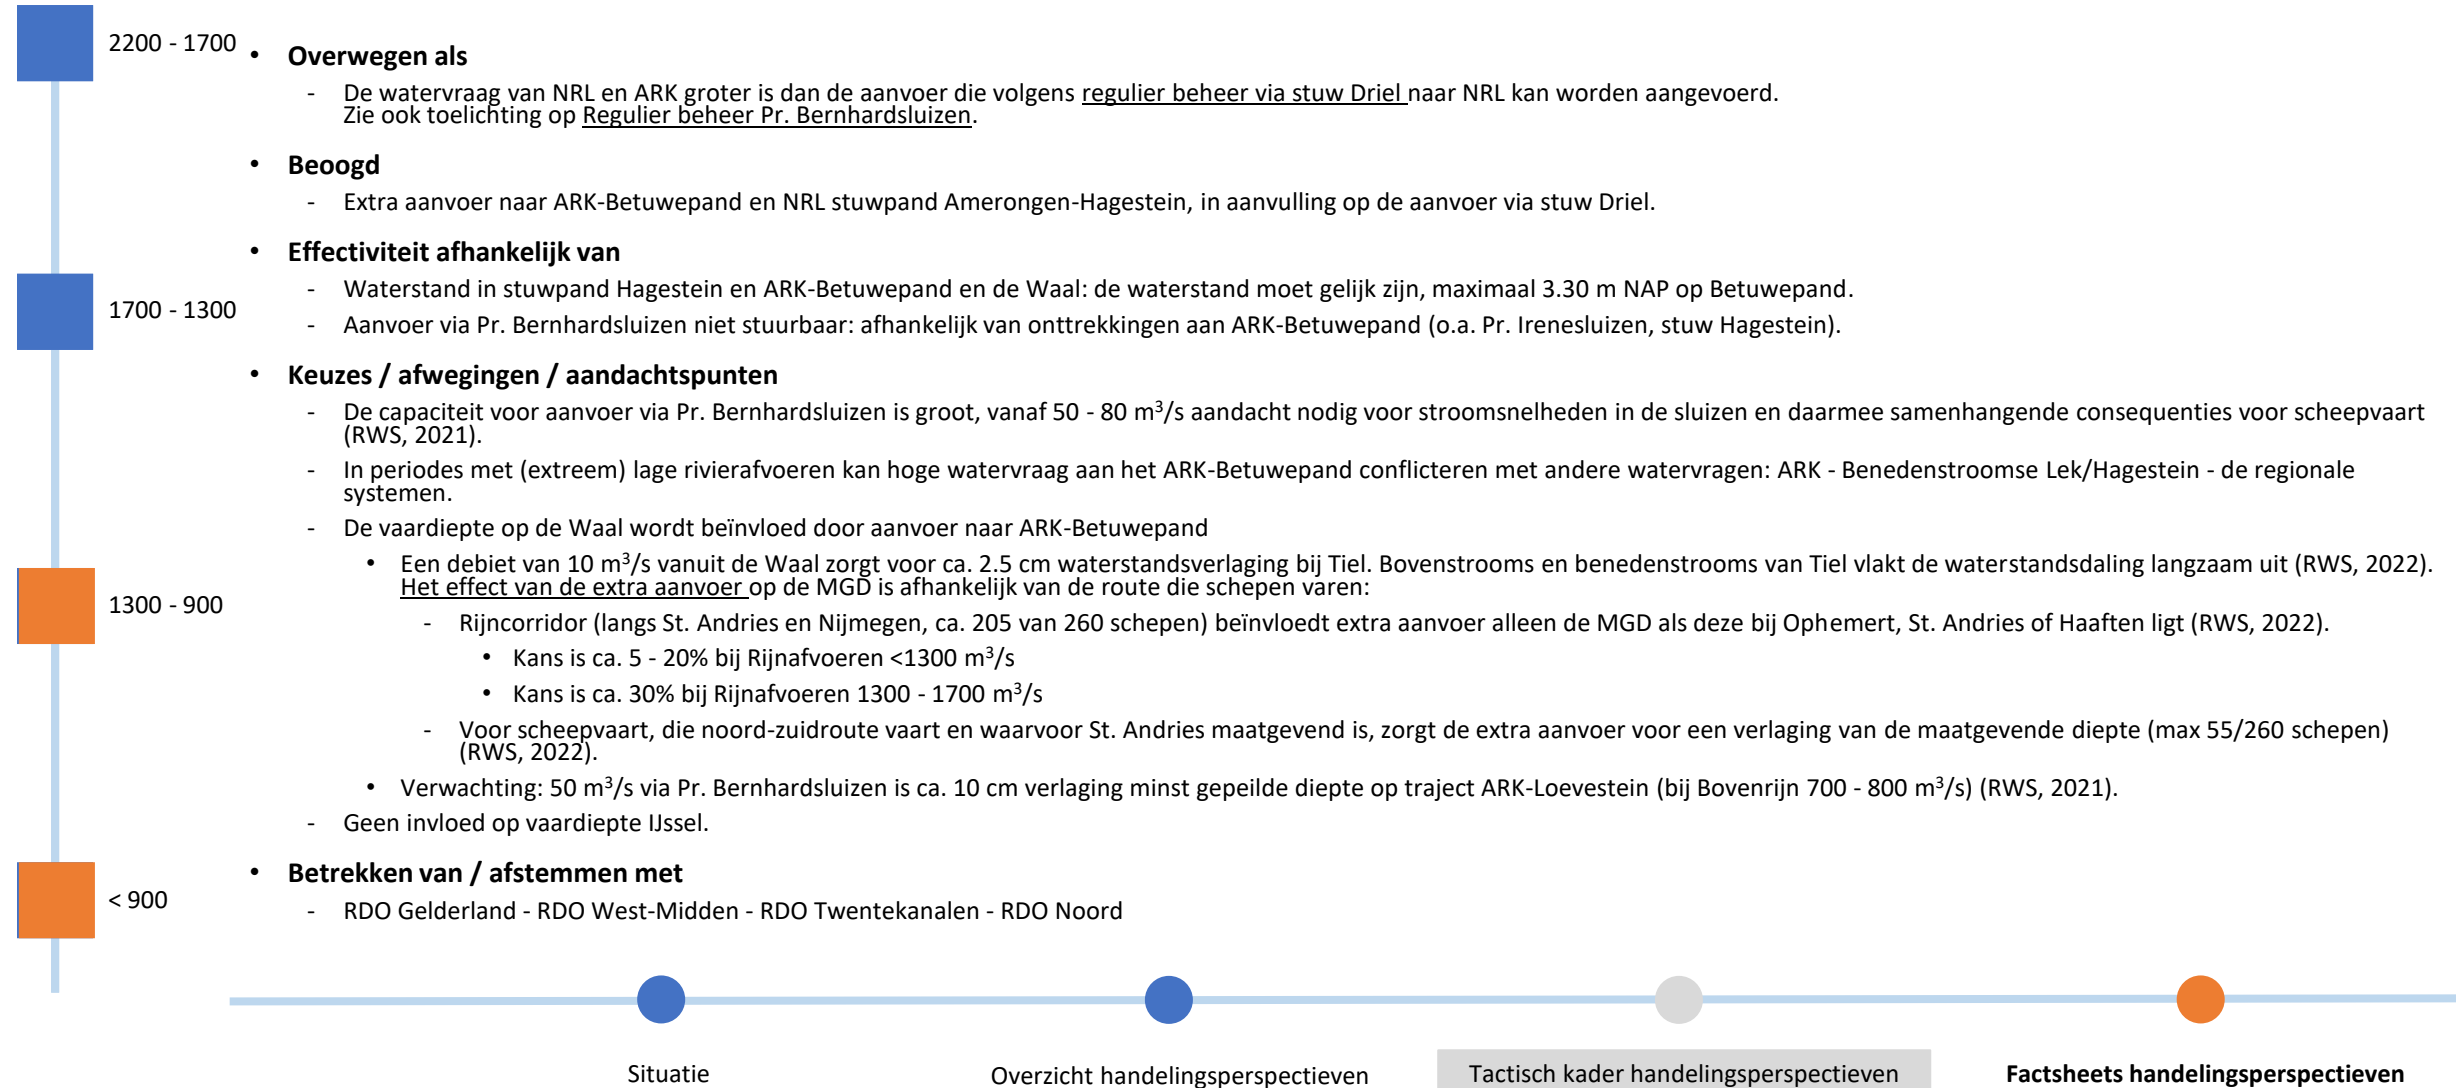 2200 - 1700
• Overwegen als
- De watervraag van NRL en ARK groter is dan de aanvoer die volgens regulier beheer via stuw Driel naar NRL kan worden aangevoerd.
Zie ook toelichting op Regulier beheer Pr. Bernhardsluizen.
• Beoogd
- Extra aanvoer naar ARK-Betuwepand en NRL stuwpand Amerongen-Hagestein, in aanvulling op de aanvoer via stuw Driel.
• Effectiviteit afhankelijk van
- Waterstand in stuwpand Hagestein en ARK-Betuwepand en de Waal: de waterstand moet gelijk zijn, maximaal 3.30 m NAP op Betuwepand.
1700 - 1300
- Aanvoer via Pr. Bernhardsluizen niet stuurbaar: afhankelijk van onttrekkingen aan ARK-Betuwepand (o.a. Pr. Irenesluizen, stuw Hagestein).
• Keuzes / afwegingen / aandachtspunten
- De capaciteit voor aanvoer via Pr. Bernhardsluizen is groot, vanaf 50 - 80 m³/s aandacht nodig voor stroomsnelheden in de sluizen en daarmee samenhangende consequenties voor scheepvaart
(RWS, 2021).
- In periodes met (extreem) lage rivierafvoeren kan hoge watervraag aan het ARK-Betuwepand conflicteren met andere watervragen: ARK - Benedenstroomse Lek/Hagestein - de regionale
systemen.
- De vaardiepte op de Waal wordt beïnvloed door aanvoer naar ARK-Betuwepand
• Een debiet van 10 m³/s vanuit de Waal zorgt voor ca. 2.5 cm waterstandsverlaging bij Tiel. Bovenstrooms en benedenstrooms van Tiel vlakt de waterstandsdaling langzaam uit (RWS, 2022).
Het effect van de extra aanvoer op de MGD is afhankelijk van de route die schepen varen:
1300 - 900
- Rijncorridor (langs St. Andries en Nijmegen, ca. 205 van 260 schepen) beïnvloedt extra aanvoer alleen de MGD als deze bij Ophemert, St. Andries of Haaften ligt (RWS, 2022).
• Kans is ca. 5 - 20% bij Rijnafvoeren <1300 m³/s
• Kans is ca. 30% bij Rijnafvoeren 1300 - 1700 m³/s
- Voor scheepvaart, die noord-zuidroute vaart en waarvoor St. Andries maatgevend is, zorgt de extra aanvoer voor een verlaging van de maatgevende diepte (max 55/260 schepen)
(RWS, 2022).
• Verwachting: 50 m³/s via Pr. Bernhardsluizen is ca. 10 cm verlaging minst gepeilde diepte op traject ARK-Loevestein (bij Bovenrijn 700 - 800 m³/s) (RWS, 2021).
- Geen invloed op vaardiepte IJssel.
• Betrekken van / afstemmen met
< 900
- RDO Gelderland - RDO West-Midden - RDO Twentekanalen - RDO Noord
Situatie
Overzicht handelingsperspectieven
Tactisch kader handelingsperspectieven
Factsheets handelingsperspectieven